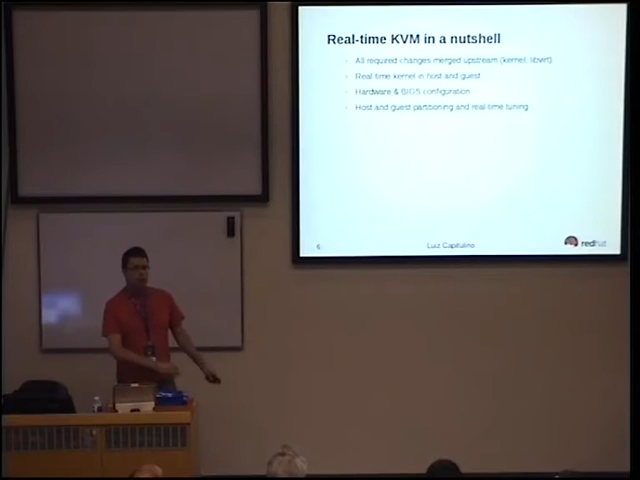 Real-time KVM in a nutshell
All required changes merged upstream (kernel, libvirt)
Real time kernel in host and guest
Hardware & BIOS configuration
Host and guest partitioning and real-time tuning
6
Luiz Capitulino
redhat